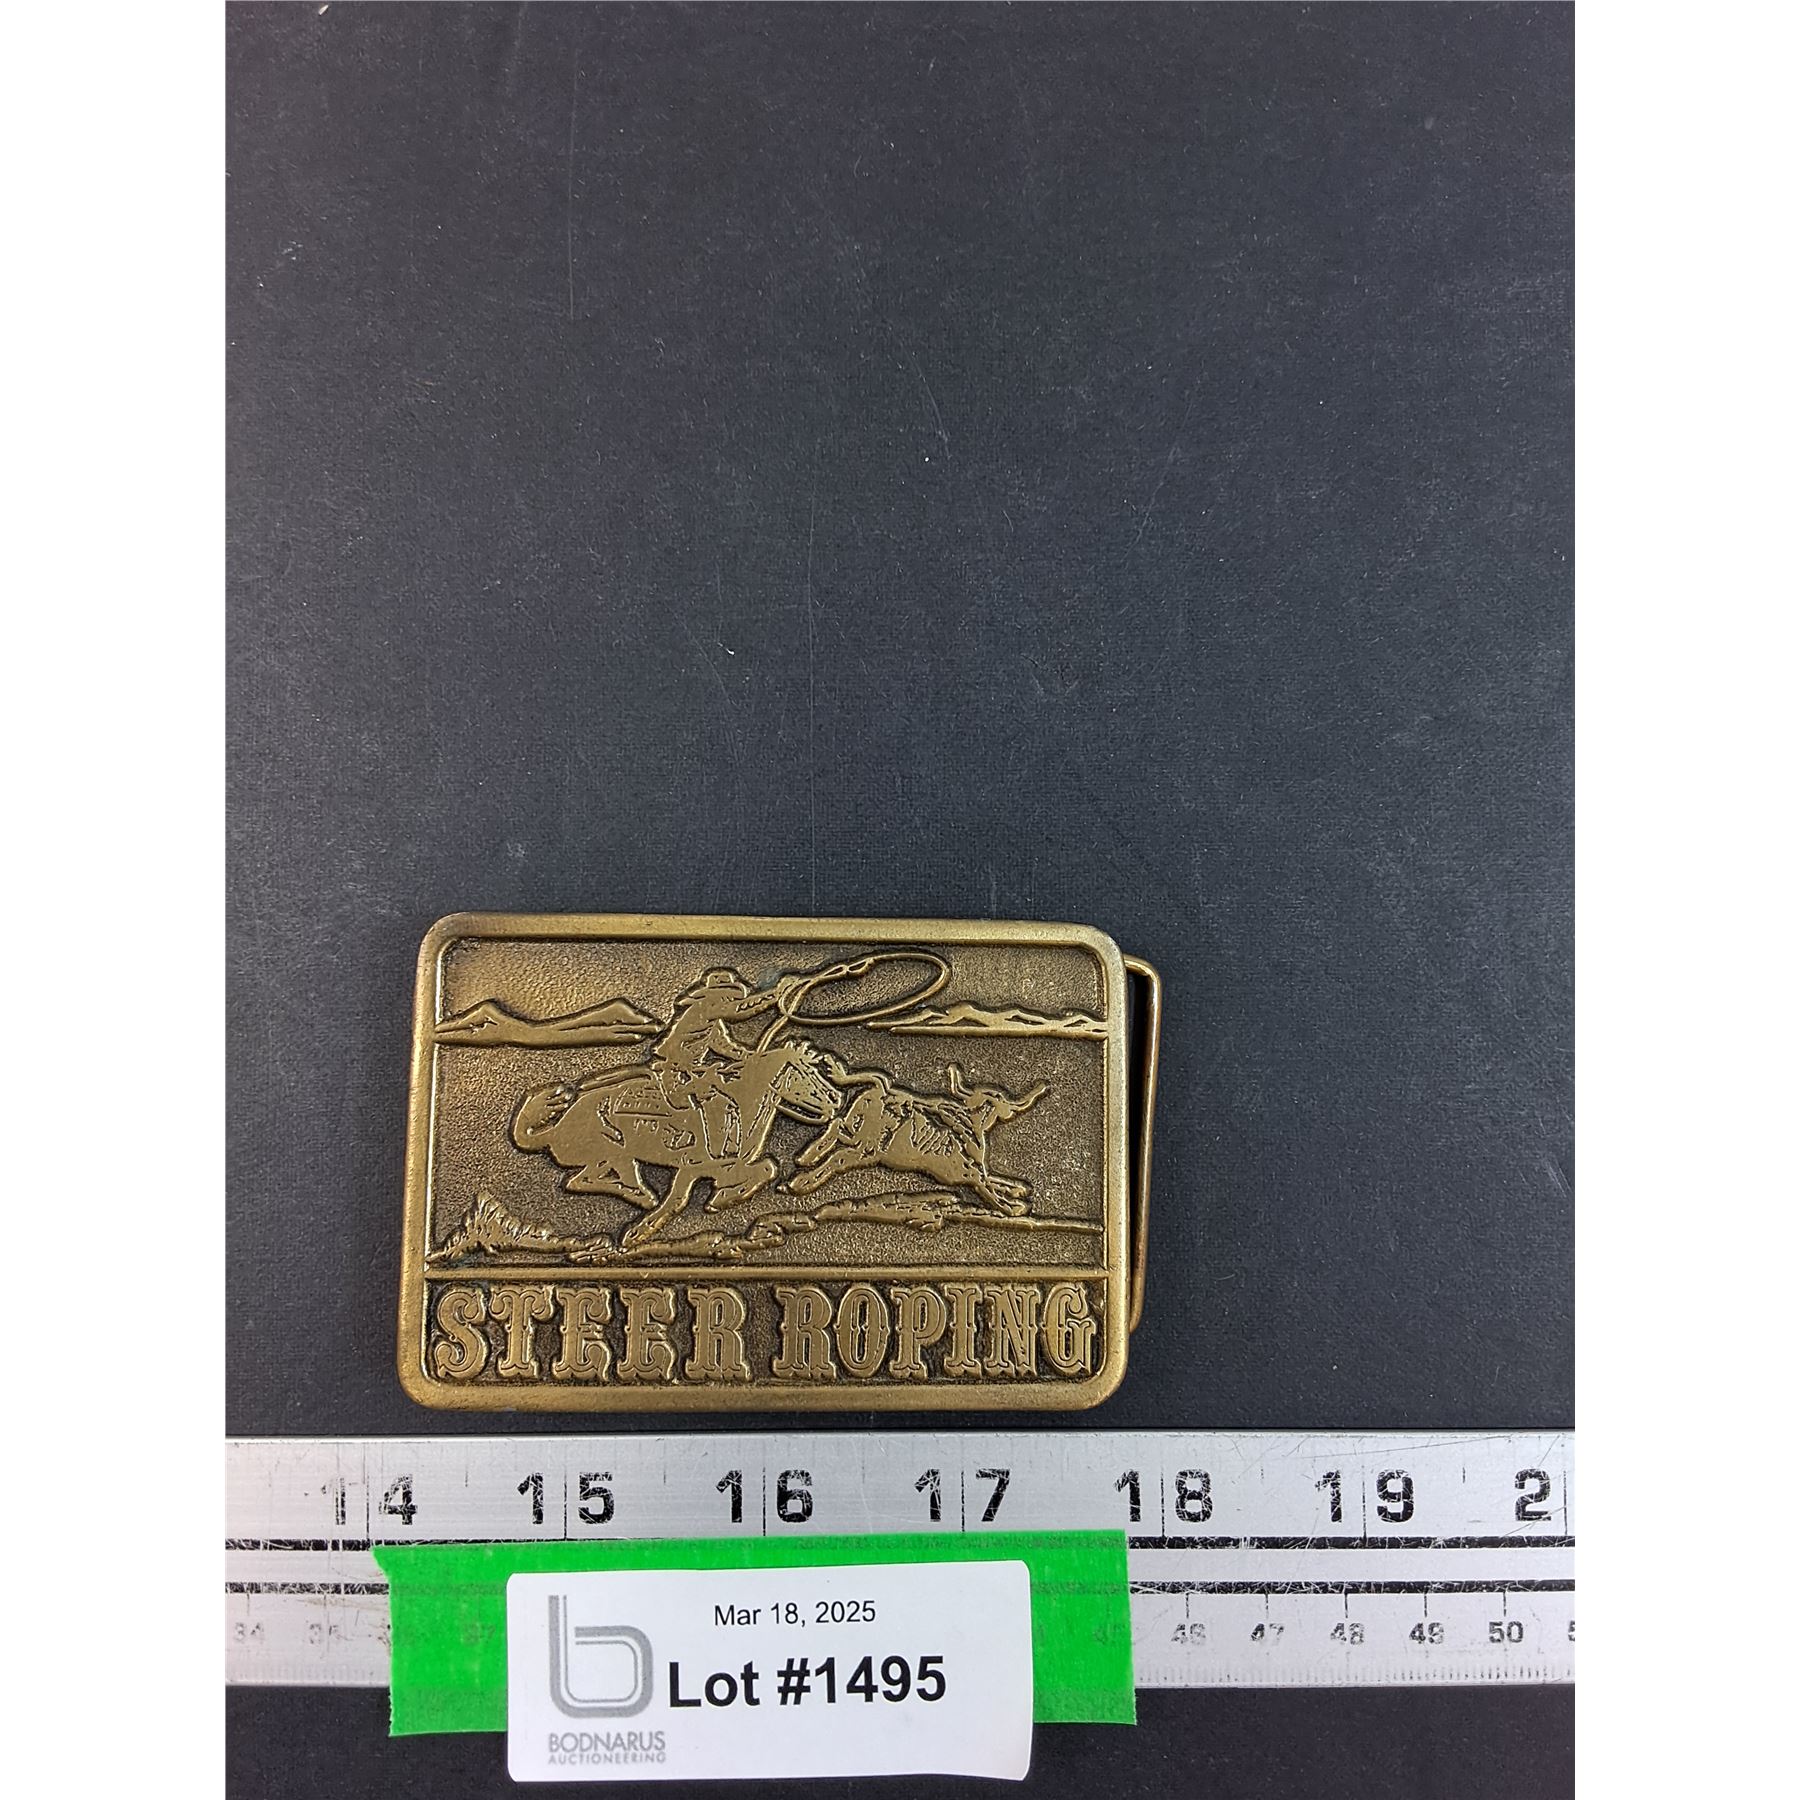 STEER ROPING
14 15 16 17 18 19 2
34 46 47 48 49 50
Mar 18, 2025
Lot #1495
BODNARUS
AUCTIONEERING